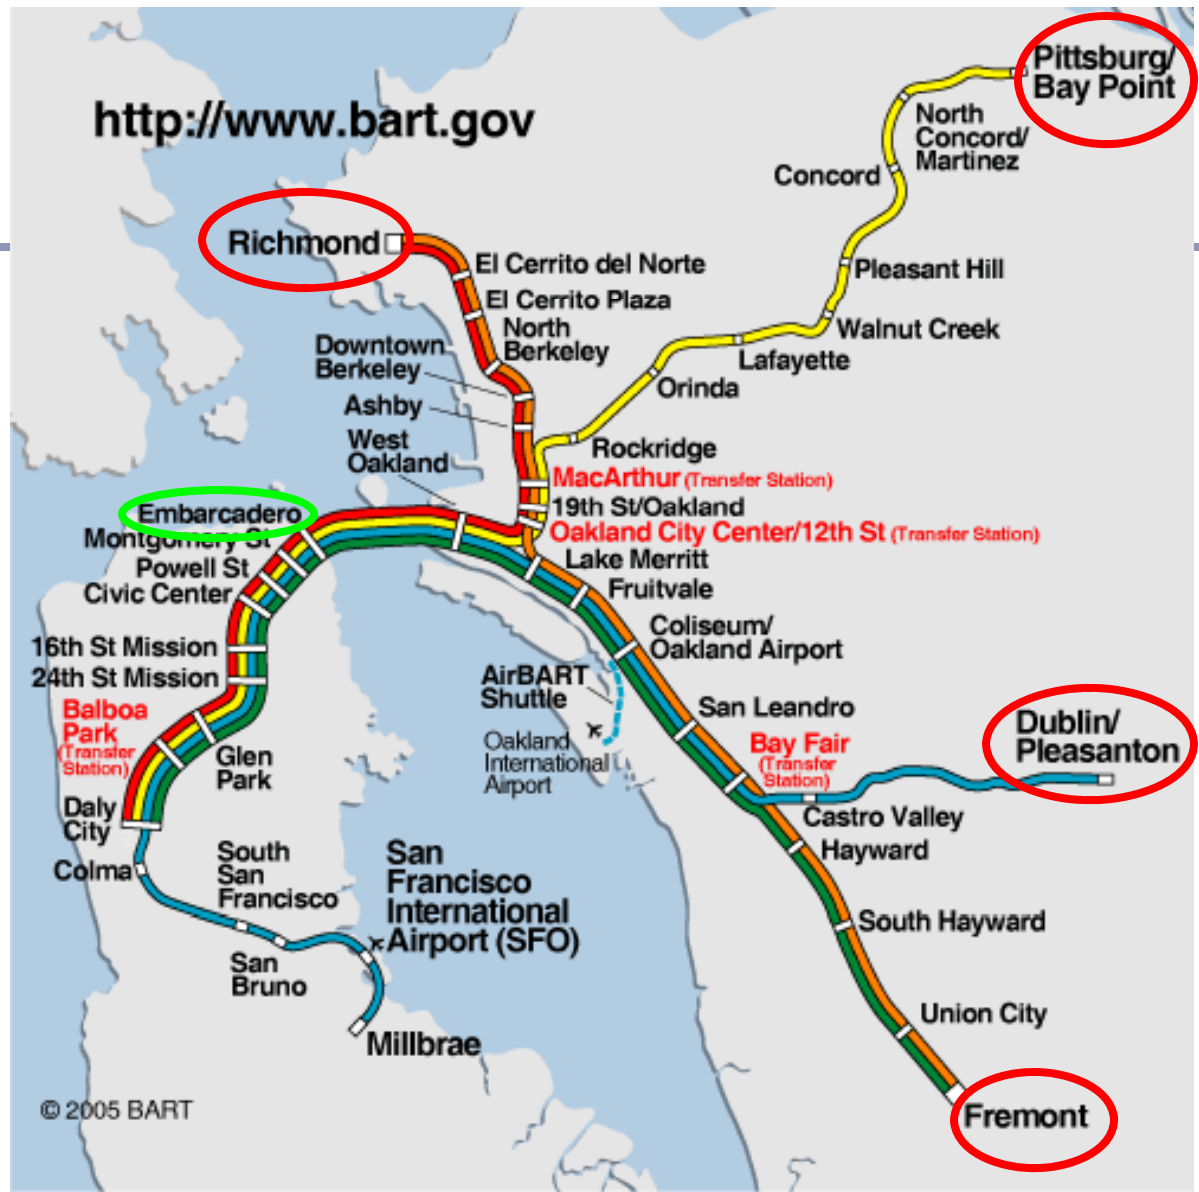 http://www.bart.gov
Pittsburg/
Bay Point
North
Concord/
Martinez
Concord
Pleasant Hill
Walnut Creek
Lafayette
Orinda
Rockridge
Richmond
El Cerrito del Norte
El Cerrito Plaza
North
Berkeley
Downtown
Berkeley
Ashby
West
Oakland
MacArthur (Transfer Station)
19th St/Oakland
Oakland City Center/12th St (Transfer Station)
Lake Merritt
Fruitvale
Coliseum/
Oakland Airport
Embarcadero
Montgomery St
Powell St
Civic Center
16th St Mission
24th St Mission
Balboa
Park
(Transfer
Station)
Glen
Park
Daly
City
Colma
South
San
Francisco
San
Bruno
San
Francisco
International
Airport (SFO)
Millbrae
AirBART
Shuttle
Oakland
International
Airport
San Leandro
Bay Fair
(Transfer
Station)
Dublin/
Pleasanton
Castro Valley
Hayward
South Hayward
Union City
Fremont
© 2005 BART